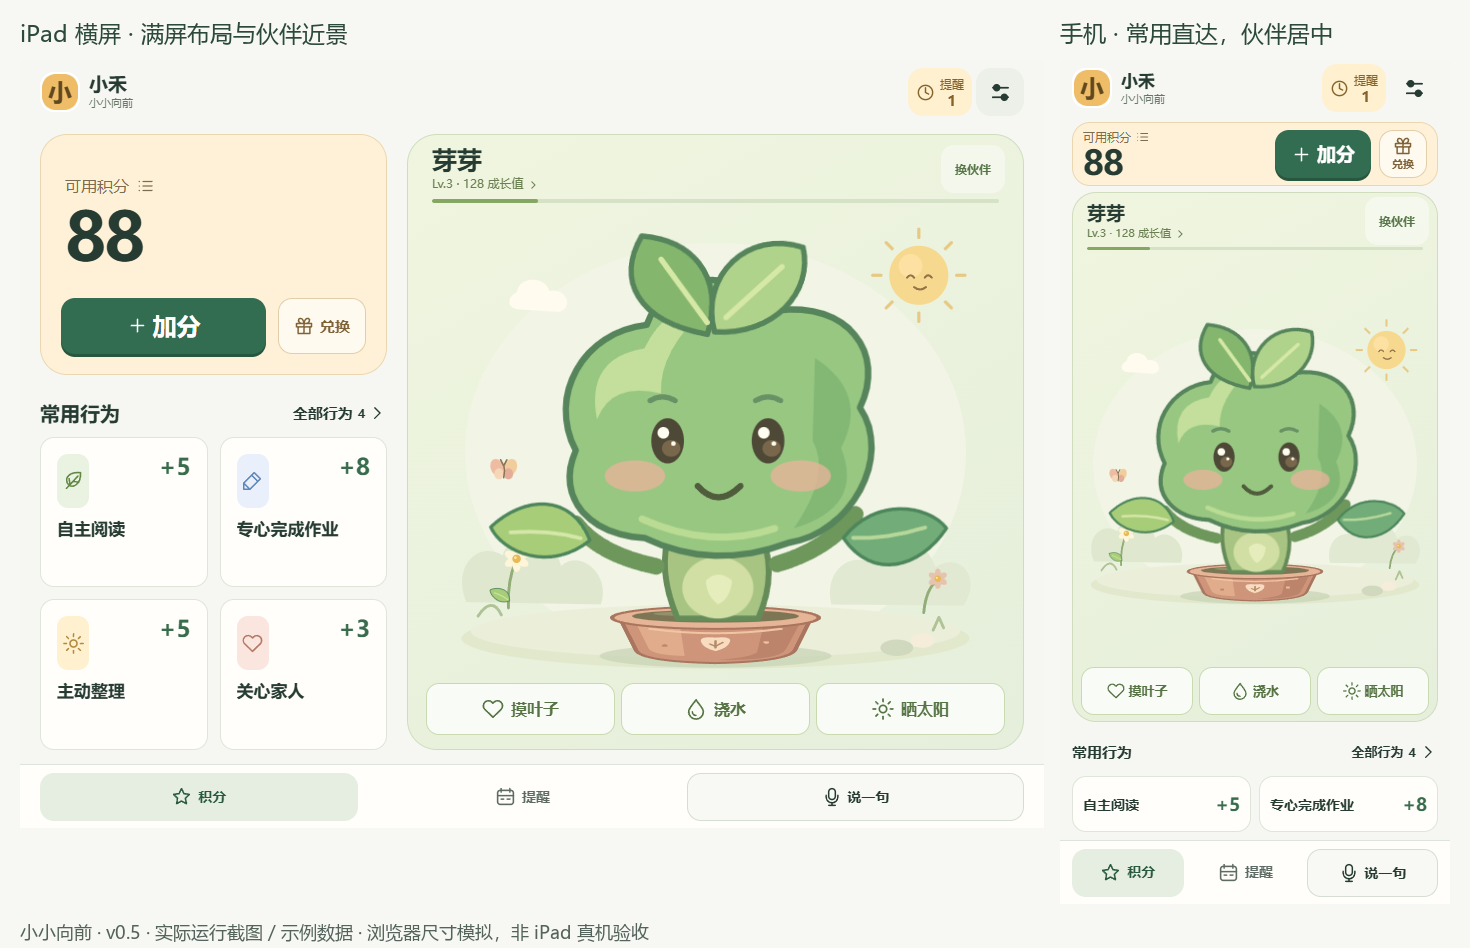 iPad 横屏 · 满屏布局与伙伴近景
小
小禾
小小向前
提醒
1
可用积分
88
+ 加分
兑换
常用行为
全部行为 4
+5
自主阅读
+8
专心完成作业
+5
主动整理
+3
关心家人
芽芽
Lv.3 · 128 成长值
换伙伴
摸叶子
浇水
晒太阳
积分
提醒
说一句
手机 · 常用直达，伙伴居中
小
小禾
小小向前
提醒
1
可用积分
88
+ 加分
兑换
芽芽
Lv.3 · 128 成长值
换伙伴
摸叶子
浇水
晒太阳
常用行为
全部行为 4
自主阅读 +5
专心完成作业 +8
积分
提醒
说一句
小小向前 · v0.5 · 实际运行截图 / 示例数据 · 浏览器尺寸模拟，非 iPad 真机验收